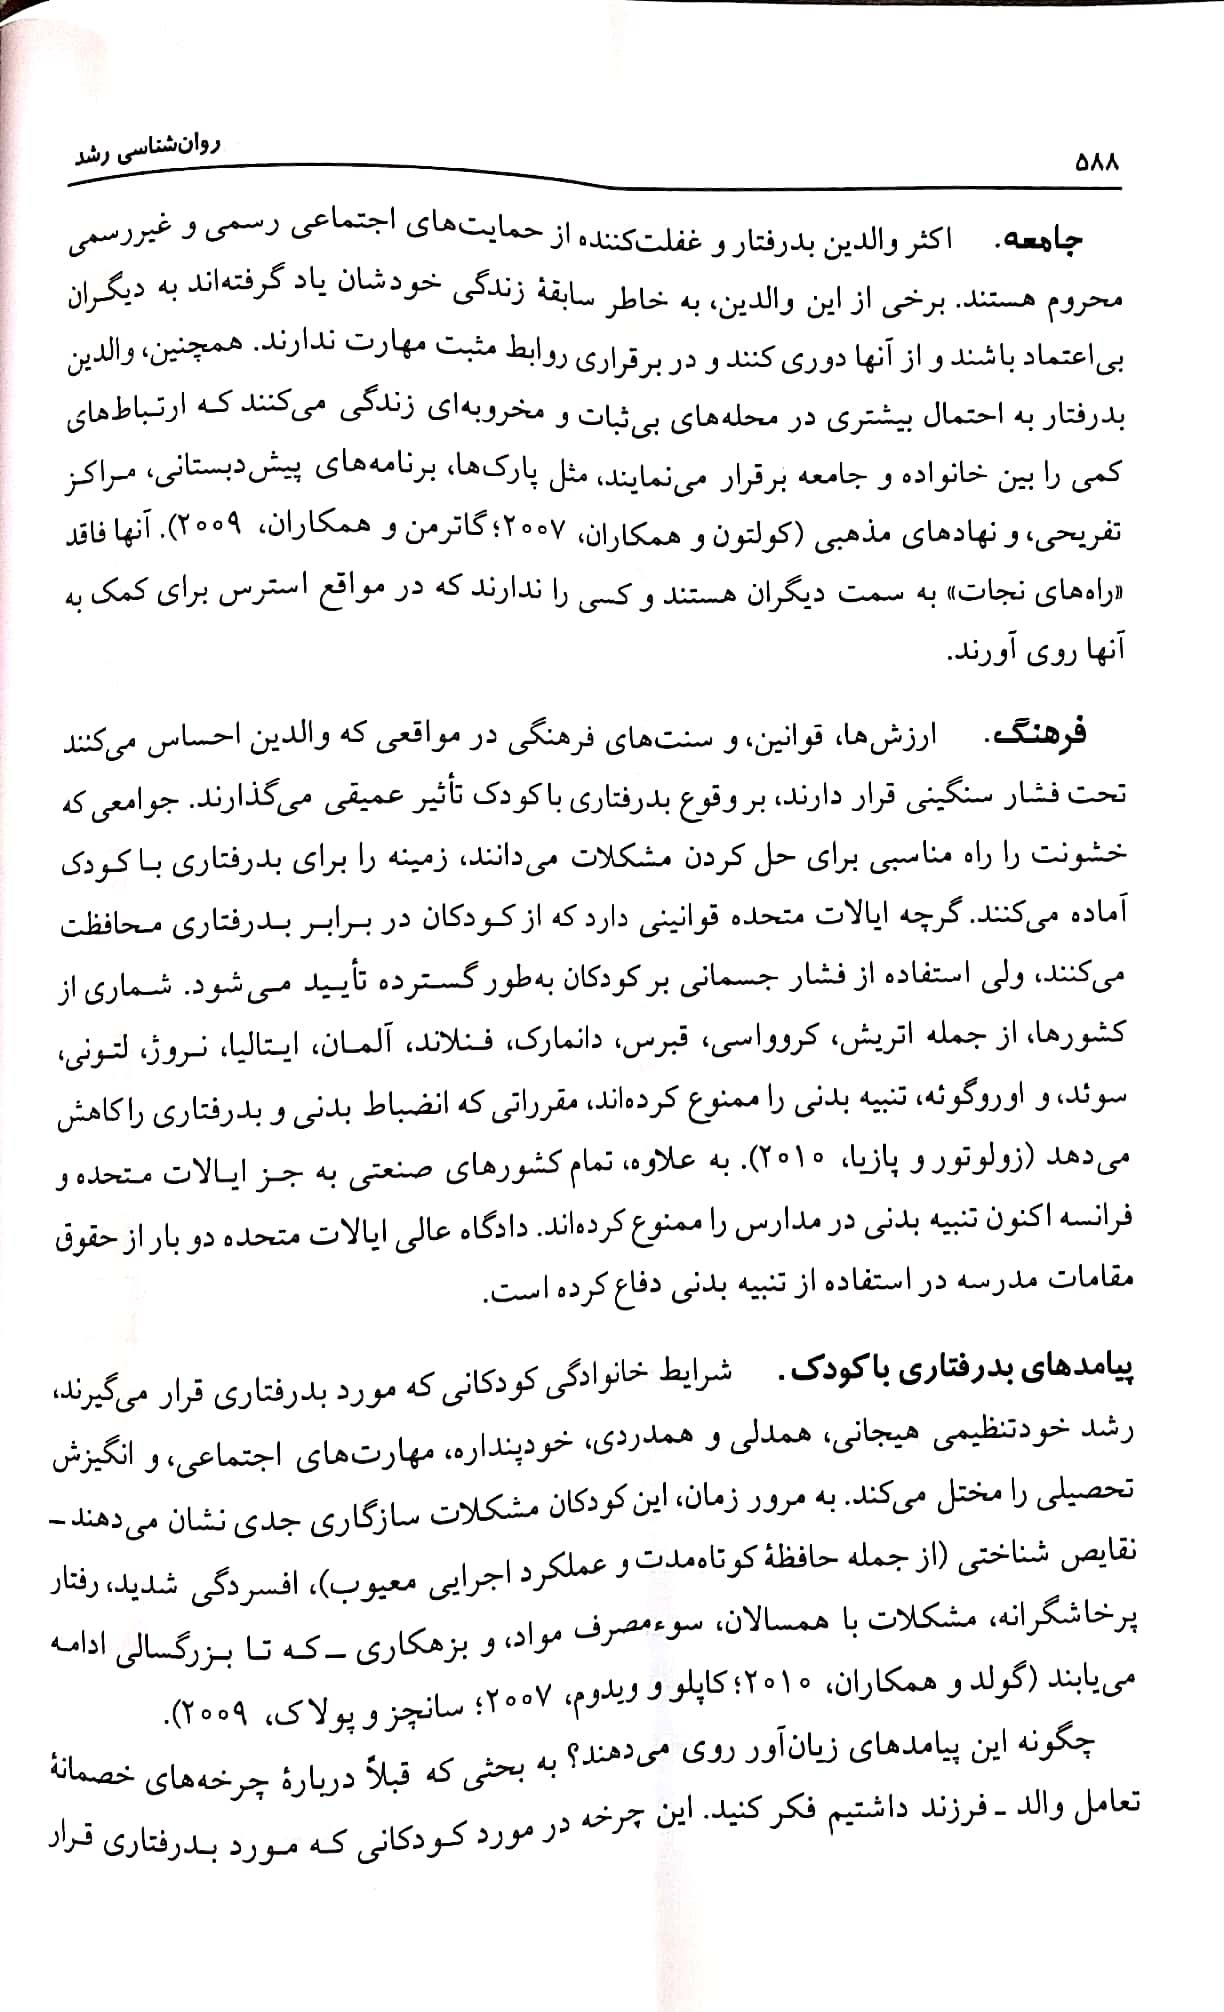 ۵۸۸
روان‌شناسی رشد
جامعه. اکثر والدین بدرفتار و غفلت‌کننده از حمایت‌های اجتماعی رسمی و غیررسمی
محروم هستند. برخی از این والدین، به خاطر سابقهٔ زندگی خودشان یاد گرفته‌اند به دیگران
بی‌اعتماد باشند و از آنها دوری کنند و در برقراری روابط مثبت مهارت ندارند. همچنین، والدین
بدرفتار به احتمال بیشتری در محله‌های بی‌ثبات و مخروبه‌ای زندگی می‌کنند که ارتباط‌های
کمی را بین خانواده و جامعه برقرار می‌نمایند، مثل پارک‌ها، برنامه‌های پیش‌دبستانی، مراکز
تفریحی، و نهادهای مذهبی (کولتون و همکاران، ۲۰۰۷؛ گاترمن و همکاران، ۲۰۰۹). آنها فاقد
«راه‌های نجات» به سمت دیگران هستند و کسی را ندارند که در مواقع استرس برای کمک به
آنها روی آورند.
فرهنگ. ارزش‌ها، قوانین، و سنت‌های فرهنگی در مواقعی که والدین احساس می‌کنند
تحت فشار سنگینی قرار دارند، بر وقوع بدرفتاری با کودک تأثیر عمیقی می‌گذارند. جوامعی که
خشونت را راه مناسبی برای حل کردن مشکلات می‌دانند، زمینه را برای بدرفتاری با کودک
آماده می‌کنند. گرچه ایالات متحده قوانینی دارد که از کودکان در برابر بدرفتاری محافظت
می‌کنند، ولی استفاده از فشار جسمانی بر کودکان به‌طور گسترده تأیید می‌شود. شماری از
کشورها، از جمله اتریش، کروواسی، قبرس، دانمارک، فنلاند، آلمان، ایتالیا، نروژ، لتونی،
سوئد، و اوروگوئه، تنبیه بدنی را ممنوع کرده‌اند، مقرراتی که انضباط بدنی و بدرفتاری را کاهش
می‌دهد (زولوتور و پازیا، ۲۰۱۰). به علاوه، تمام کشورهای صنعتی به جز ایالات متحده و
فرانسه اکنون تنبیه بدنی در مدارس را ممنوع کرده‌اند. دادگاه عالی ایالات متحده دو بار از حقوق
مقامات مدرسه در استفاده از تنبیه بدنی دفاع کرده است.
پیامدهای بدرفتاری با کودک. شرایط خانوادگی کودکانی که مورد بدرفتاری قرار می‌گیرند،
رشد خودتنظیمی هیجانی، همدلی و همدردی، خودپنداره، مهارت‌های اجتماعی، و انگیزش
تحصیلی را مختل می‌کند. به مرور زمان، این کودکان مشکلات سازگاری جدی نشان می‌دهند ـ
نقایص شناختی (از جمله حافظهٔ کوتاه‌مدت و عملکرد اجرایی معیوب)، افسردگی شدید، رفتار
پرخاشگرانه، مشکلات با همسالان، سوءمصرف مواد، و بزهکاری ـ که تا بزرگسالی ادامه
می‌یابند (گولد و همکاران، ۲۰۱۰؛ کاپلو و ویدوم، ۲۰۰۷؛ سانچز و پولاک، ۲۰۰۹).
چگونه این پیامدهای زیان‌آور روی می‌دهند؟ به بحثی که قبلاً دربارهٔ چرخه‌های خصمانهٔ
تعامل والد ـ فرزند داشتیم فکر کنید. این چرخه در مورد کودکانی که مورد بدرفتاری قرار